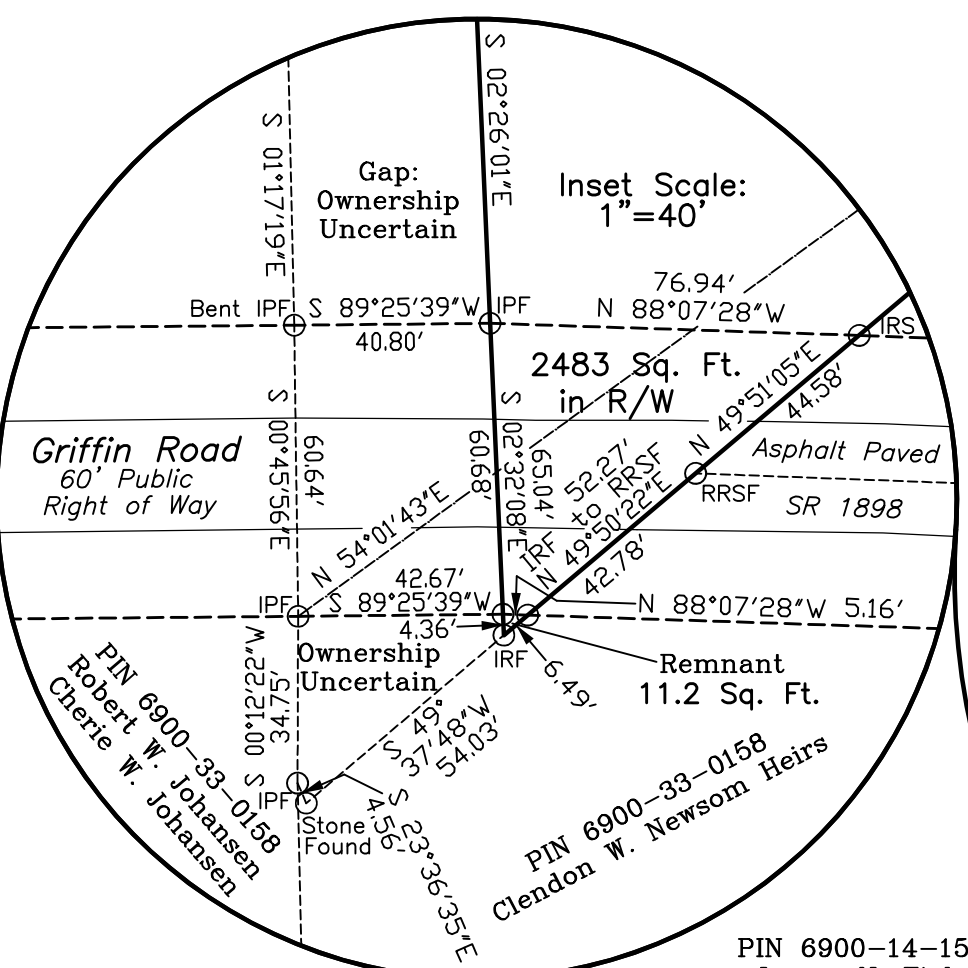 S 01°17'19"E
S 02°26'01"E
Gap:
Ownership
Uncertain
Inset Scale:
1"=40'
76.94'
Bent IPF
S 89°25'39"W
IPF
N 88°07'28"W
IRS
40.80'
2483 Sq. Ft.
in R/W
N 49°51'05"E
44.58'
Griffin Road
60' Public
Right of Way
S 00°45'56"E
60.64'
60.68'
S 02°32'08"E
65.04'
52.27'
IRF to RRSF
N 49°50'22"E
42.78'
RRSF
Asphalt Paved
SR 1898
N 54°01'43"E
42.67'
IPF
S 89°25'39"W
4.36'
N 88°07'28"W 5.16'
Ownership
Uncertain
IRF
Remnant
11.2 Sq. Ft.
6.49'
S 00°12'22"W
34.75'
S 49°
37'48"W
54.03'
IPF
Stone
Found
S 23°36'35"E
4.56'
PIN 6900-33-0158
Robert W. Johansen
Cherie W. Johansen
PIN 6900-33-0158
Clendon W. Newsom Heirs
PIN 6900-14-15